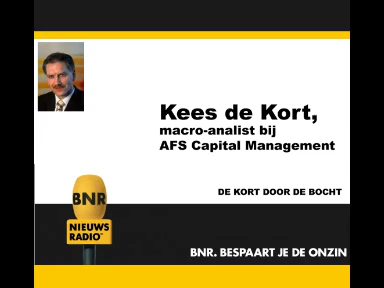 Kees de Kort,
macro-analist bij
AFS Capital Management
DE KORT DOOR DE BOCHT
BNR
NIEUWS
RADIO
BNR. BESPAART JE DE ONZIN